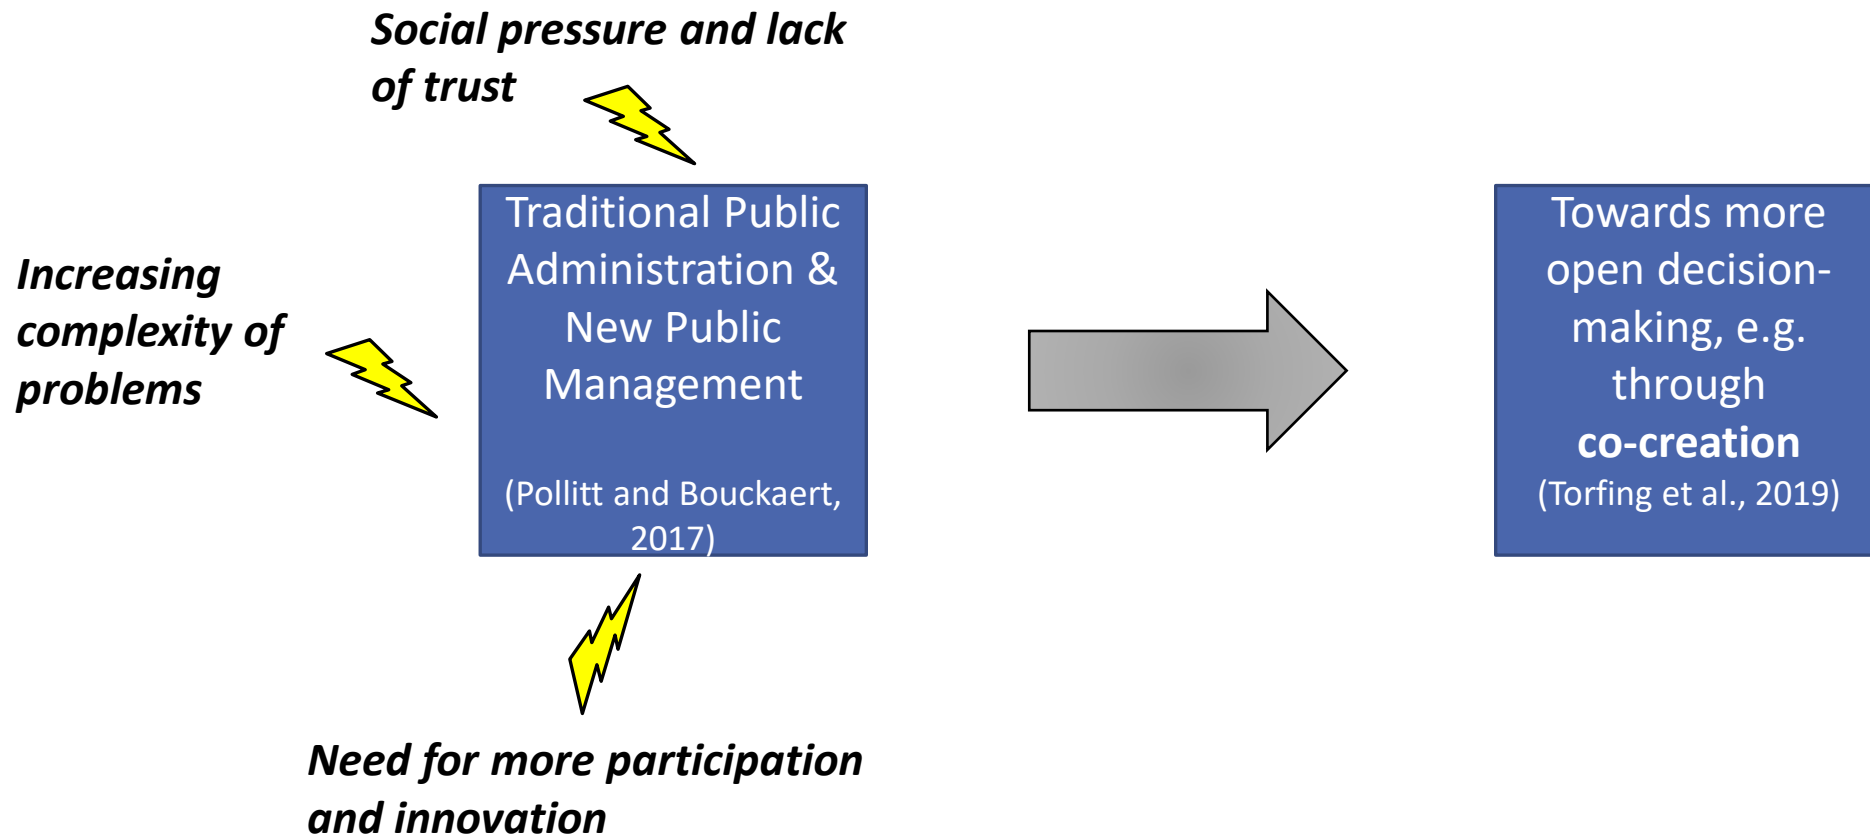 Social pressure and lack
of trust
Increasing
complexity of
problems
Traditional Public
Administration &
New Public
Management
(Pollitt and Bouckaert,
2017)
Need for more participation
and innovation
Towards more
open decision-
making, e.g.
through
co-creation
(Torfing et al., 2019)